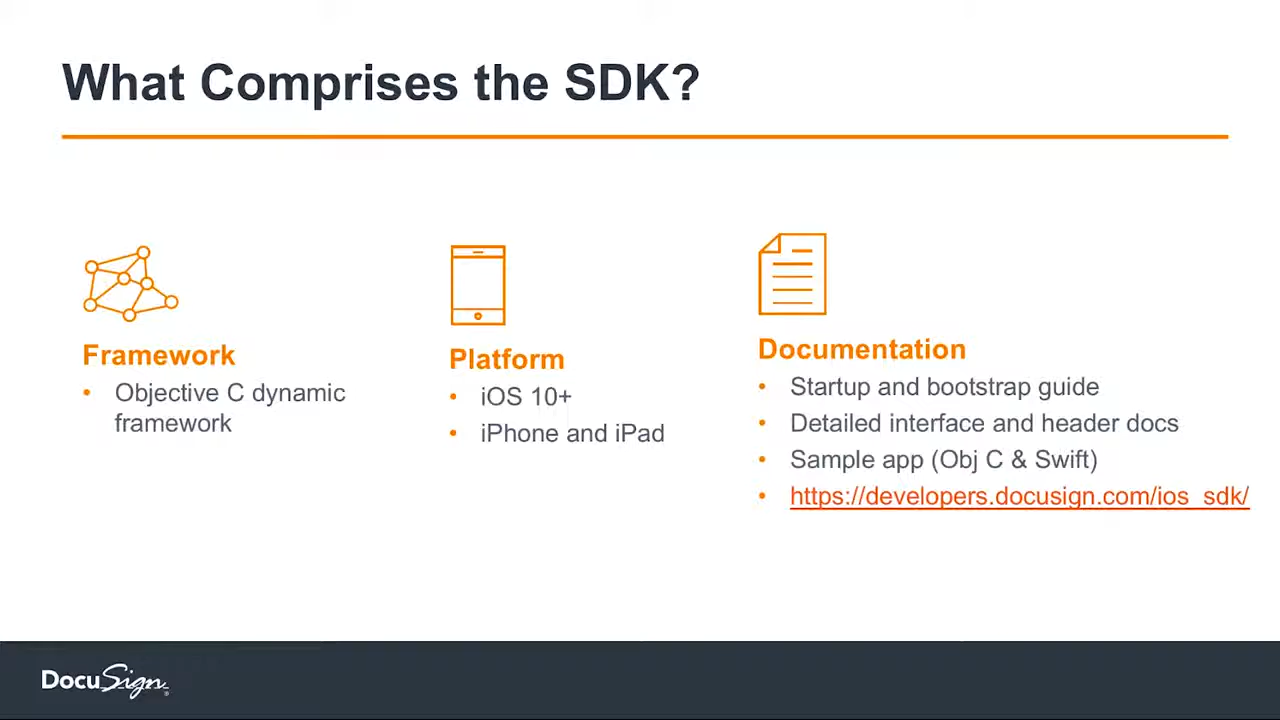 What Comprises the SDK?
Framework
• Objective C dynamic
framework
Platform
• iOS 10+
• iPhone and iPad
Documentation
• Startup and bootstrap guide
• Detailed interface and header docs
• Sample app (Obj C & Swift)
• https://developers.docusign.com/ios_sdk/
DocuSign®